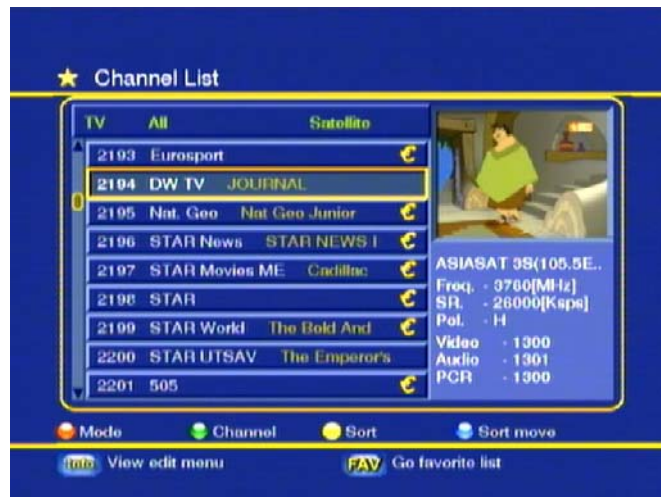 Channel List
TV All Satellite
2193 Eurosport €
2194 DW TV JOURNAL
2195 Nat. Geo Nat Geo Junior €
2196 STAR News STAR NEWS I €
2197 STAR Movies ME Cadillac €
2198 STAR €
2199 STAR World The Bold And €
2200 STAR UTSAV The Emperor's
2201 505 €
ASIASAT 3S(105.5E..
Freq. - 3760[MHz]
SR. - 26000[Ksps]
Pol. - H
Video - 1300
Audio - 1301
PCR - 1300
Mode Channel Sort Sort move
Info View edit menu FAV Go favorite list